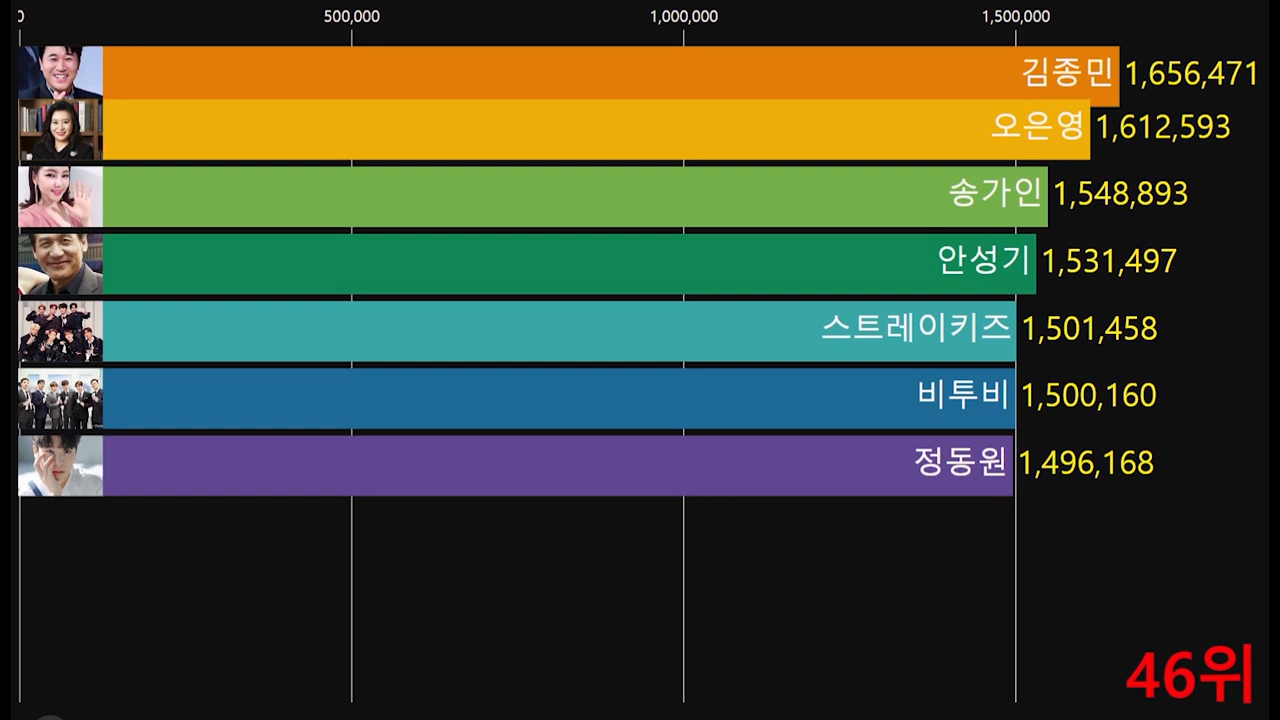 0 500,000 1,000,000 1,500,000
김종민 1,656,471
오은영 1,612,593
송가인 1,548,893
안성기 1,531,497
스트레이키즈 1,501,458
비투비 1,500,160
정동원 1,496,168
46위